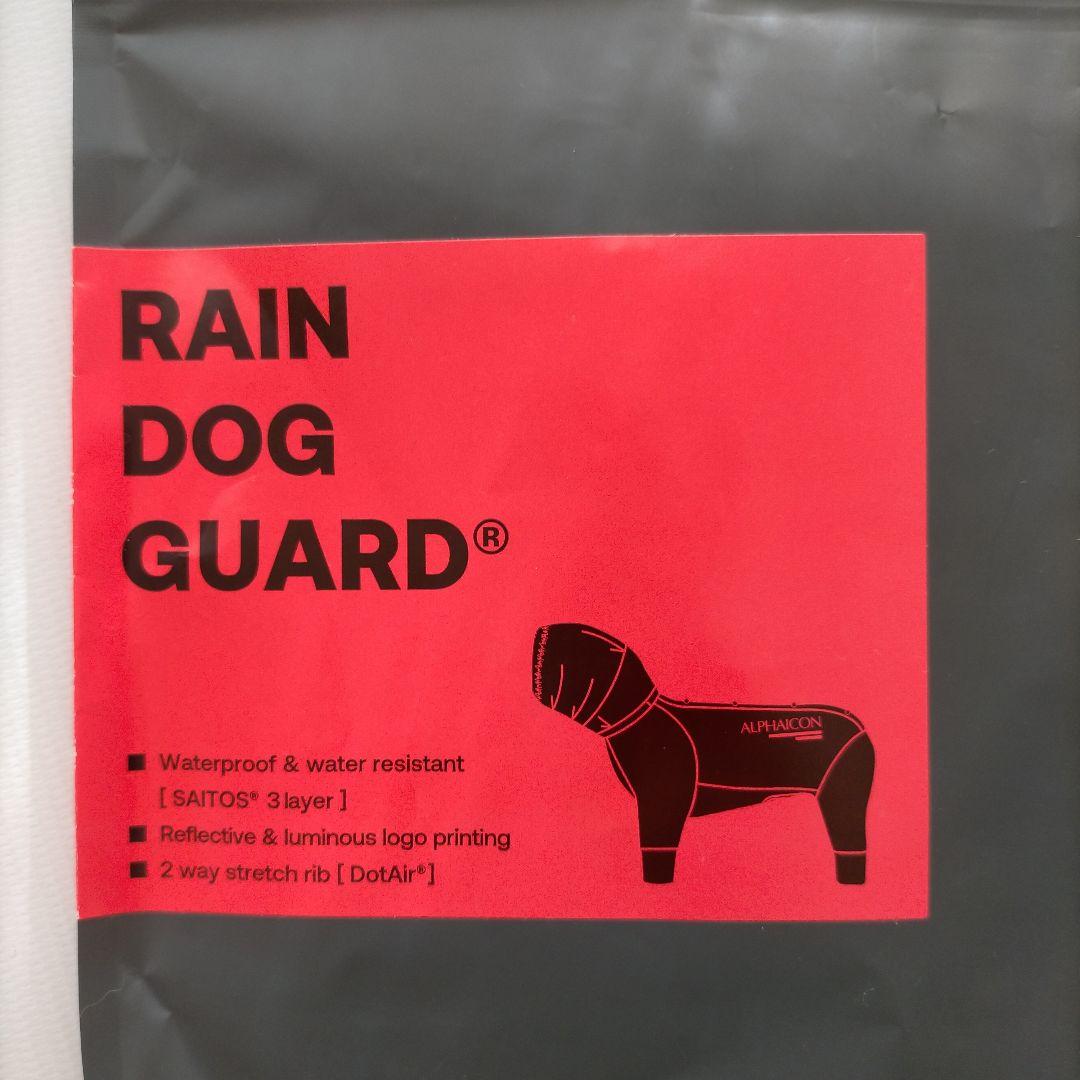 RAIN
DOG
GUARD®
ALPHAICON
■ Waterproof & water resistant
[ SAITOS® 3 layer ]
■ Reflective & luminous logo printing
■ 2 way stretch rib [ DotAir® ]